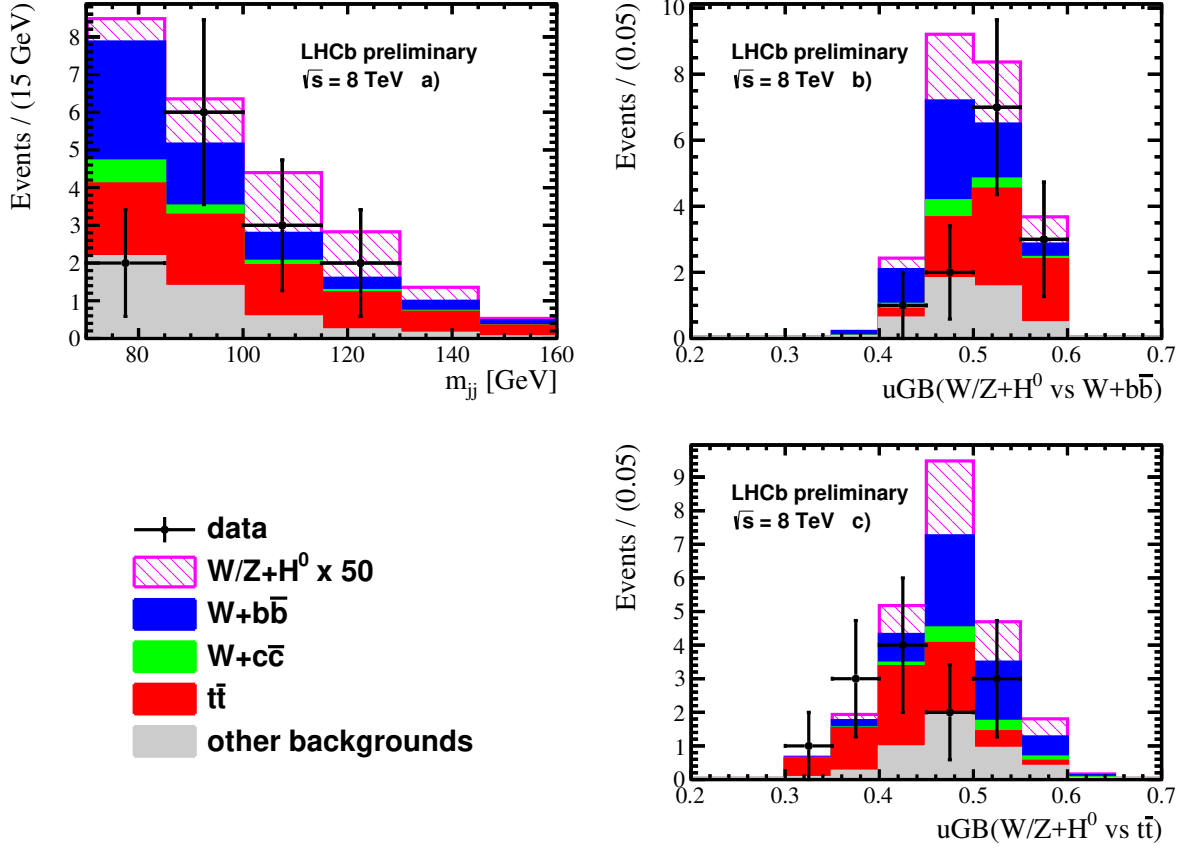 Events / (15 GeV)
8
7
6
5
4
3
2
1
0
LHCb preliminary
√s = 8 TeV a)
80 100 120 140 160
m_jj [GeV]
Events / (0.05)
10
8
6
4
2
0
LHCb preliminary
√s = 8 TeV b)
0.2 0.3 0.4 0.5 0.6 0.7
uGB(W/Z+H⁰ vs W+bb̅)
data
W/Z+H⁰ x 50
W+bb̅
W+cc̅
tt̅
other backgrounds
Events / (0.05)
9
8
7
6
5
4
3
2
1
0
LHCb preliminary
√s = 8 TeV c)
0.2 0.3 0.4 0.5 0.6 0.7
uGB(W/Z+H⁰ vs tt̅)